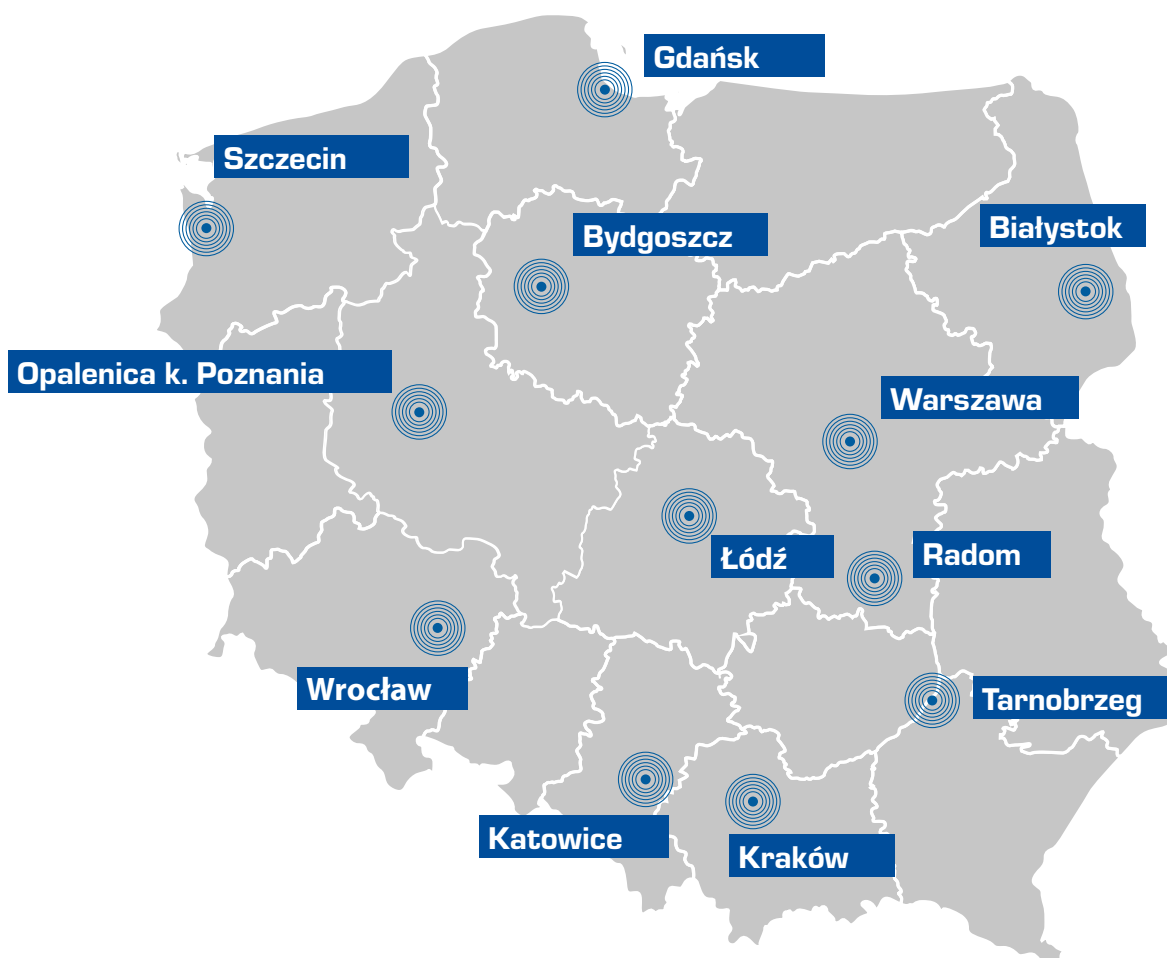 Gdańsk
Szczecin
Białystok
Bydgoszcz
Opalenica k. Poznania
Warszawa
Łódź
Radom
Wrocław
Tarnobrzeg
Katowice
Kraków